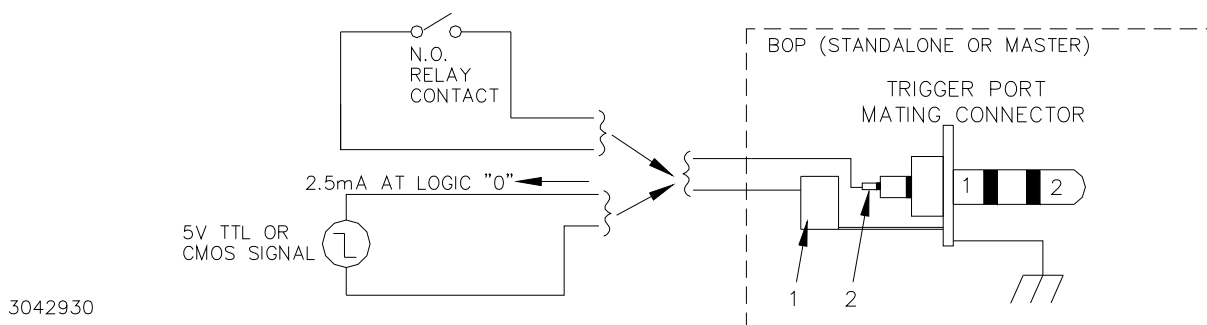 BOP (STANDALONE OR MASTER)
N.O.
RELAY
CONTACT
TRIGGER PORT
MATING CONNECTOR
2.5mA AT LOGIC "0"
1
2
5V TTL OR
CMOS SIGNAL
1
2
3042930